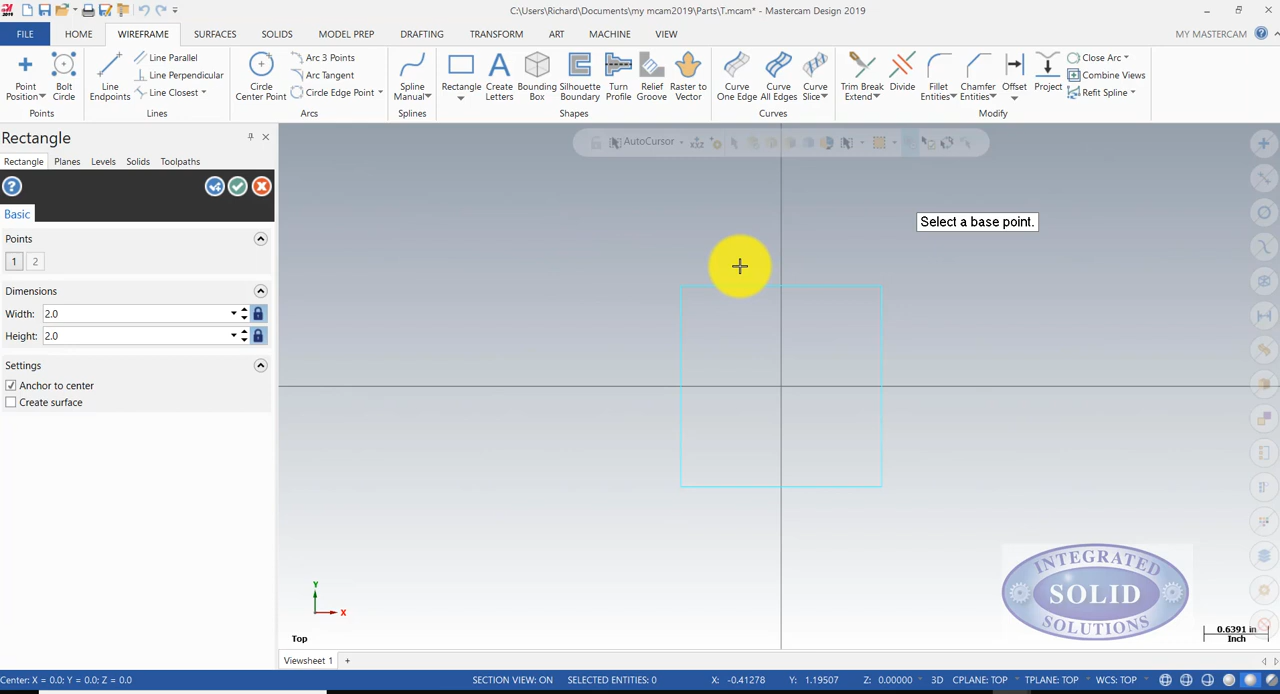 2019
C:\Users\Richard\Documents\my mcam2019\Parts\T.mcam* - Mastercam Design 2019
FILE HOME WIREFRAME SURFACES SOLIDS MODEL PREP DRAFTING TRANSFORM ART MACHINE VIEW MY MASTERCAM
Point Position
Bolt Circle
Points
Line Endpoints
Line Parallel
Line Perpendicular
Line Closest
Lines
Circle Center Point
Arc 3 Points
Arc Tangent
Circle Edge Point
Arcs
Spline Manual
Splines
Rectangle
Create Letters
Bounding Box
Silhouette Boundary
Turn Profile
Relief Groove
Raster to Vector
Shapes
Curve One Edge
Curve All Edges
Curve Slice
Curves
Trim Break Extend
Divide
Fillet Entities
Chamfer Entities
Offset
Project
Close Arc
Combine Views
Refit Spline
Modify
Rectangle
Rectangle Planes Levels Solids Toolpaths
Basic
Points
1 2
Dimensions
Width: 2.0
Height: 2.0
Settings
Anchor to center
Create surface
AutoCursor
Select a base point.
Y
X
Top
INTEGRATED
SOLID
SOLUTIONS
0.6391 in
Inch
Viewsheet 1 +
Center: X = 0.0; Y = 0.0; Z = 0.0 SECTION VIEW: ON SELECTED ENTITIES: 0 X: -0.41278 Y: 1.19507 Z: 0.00000 3D CPLANE: TOP TPLANE: TOP WCS: TOP